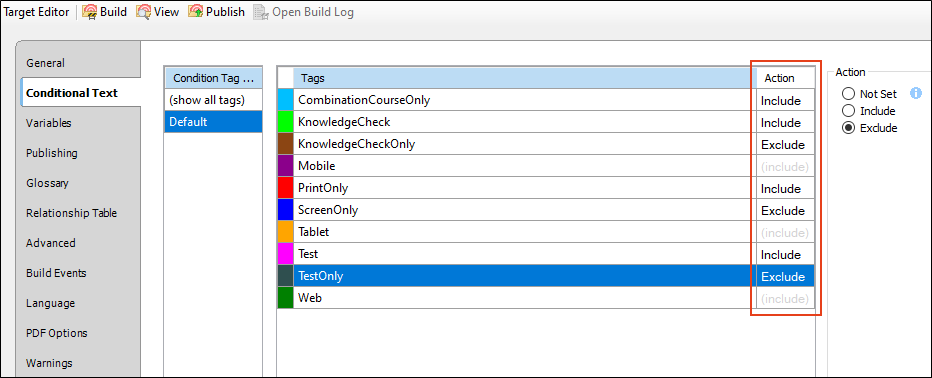 Target Editor Build View Publish Open Build Log
General
Conditional Text
Variables
Publishing
Glossary
Relationship Table
Advanced
Build Events
Language
PDF Options
Warnings
Condition Tag ...
(show all tags)
Default
Tags Action
CombinationCourseOnly Include
KnowledgeCheck Include
KnowledgeCheckOnly Exclude
Mobile (include)
PrintOnly Include
ScreenOnly Exclude
Tablet (include)
Test Include
TestOnly Exclude
Web (include)
Action
Not Set
Include
Exclude